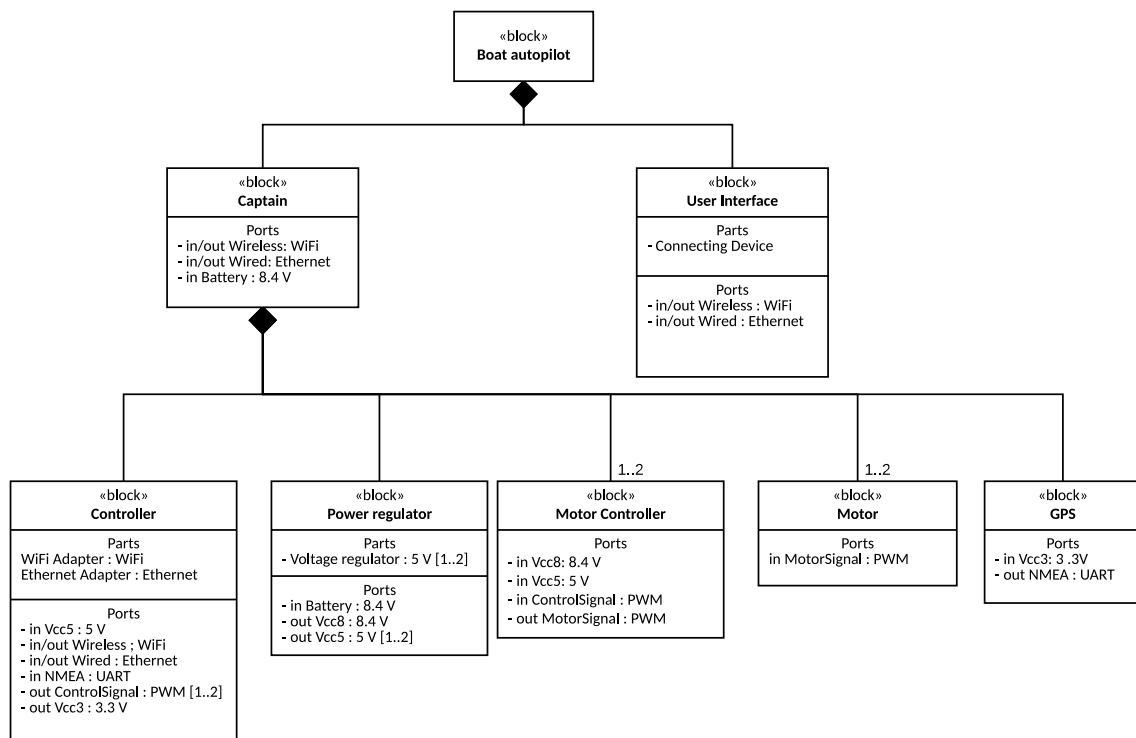 «block»
Boat autopilot
«block»
Captain
Ports
- in/out Wireless: WiFi
- in/out Wired: Ethernet
- in Battery : 8.4 V
«block»
User Interface
Parts
- Connecting Device
Ports
- in/out Wireless : WiFi
- in/out Wired : Ethernet
«block»
Controller
Parts
WiFi Adapter : WiFi
Ethernet Adapter : Ethernet
Ports
- in Vcc5 : 5 V
- in/out Wireless ; WiFi
- in/out Wired : Ethernet
- in NMEA : UART
- out ControlSignal : PWM [1..2]
- out Vcc3 : 3.3 V
«block»
Power regulator
Parts
- Voltage regulator : 5 V [1..2]
Ports
- in Battery : 8.4 V
- out Vcc8 : 8.4 V
- out Vcc5 : 5 V [1..2]
1..2
«block»
Motor Controller
Ports
- in Vcc8: 8.4 V
- in Vcc5: 5 V
- in ControlSignal : PWM
- out MotorSignal : PWM
1..2
«block»
Motor
Ports
in MotorSignal : PWM
«block»
GPS
Ports
- in Vcc3: 3 .3V
- out NMEA : UART